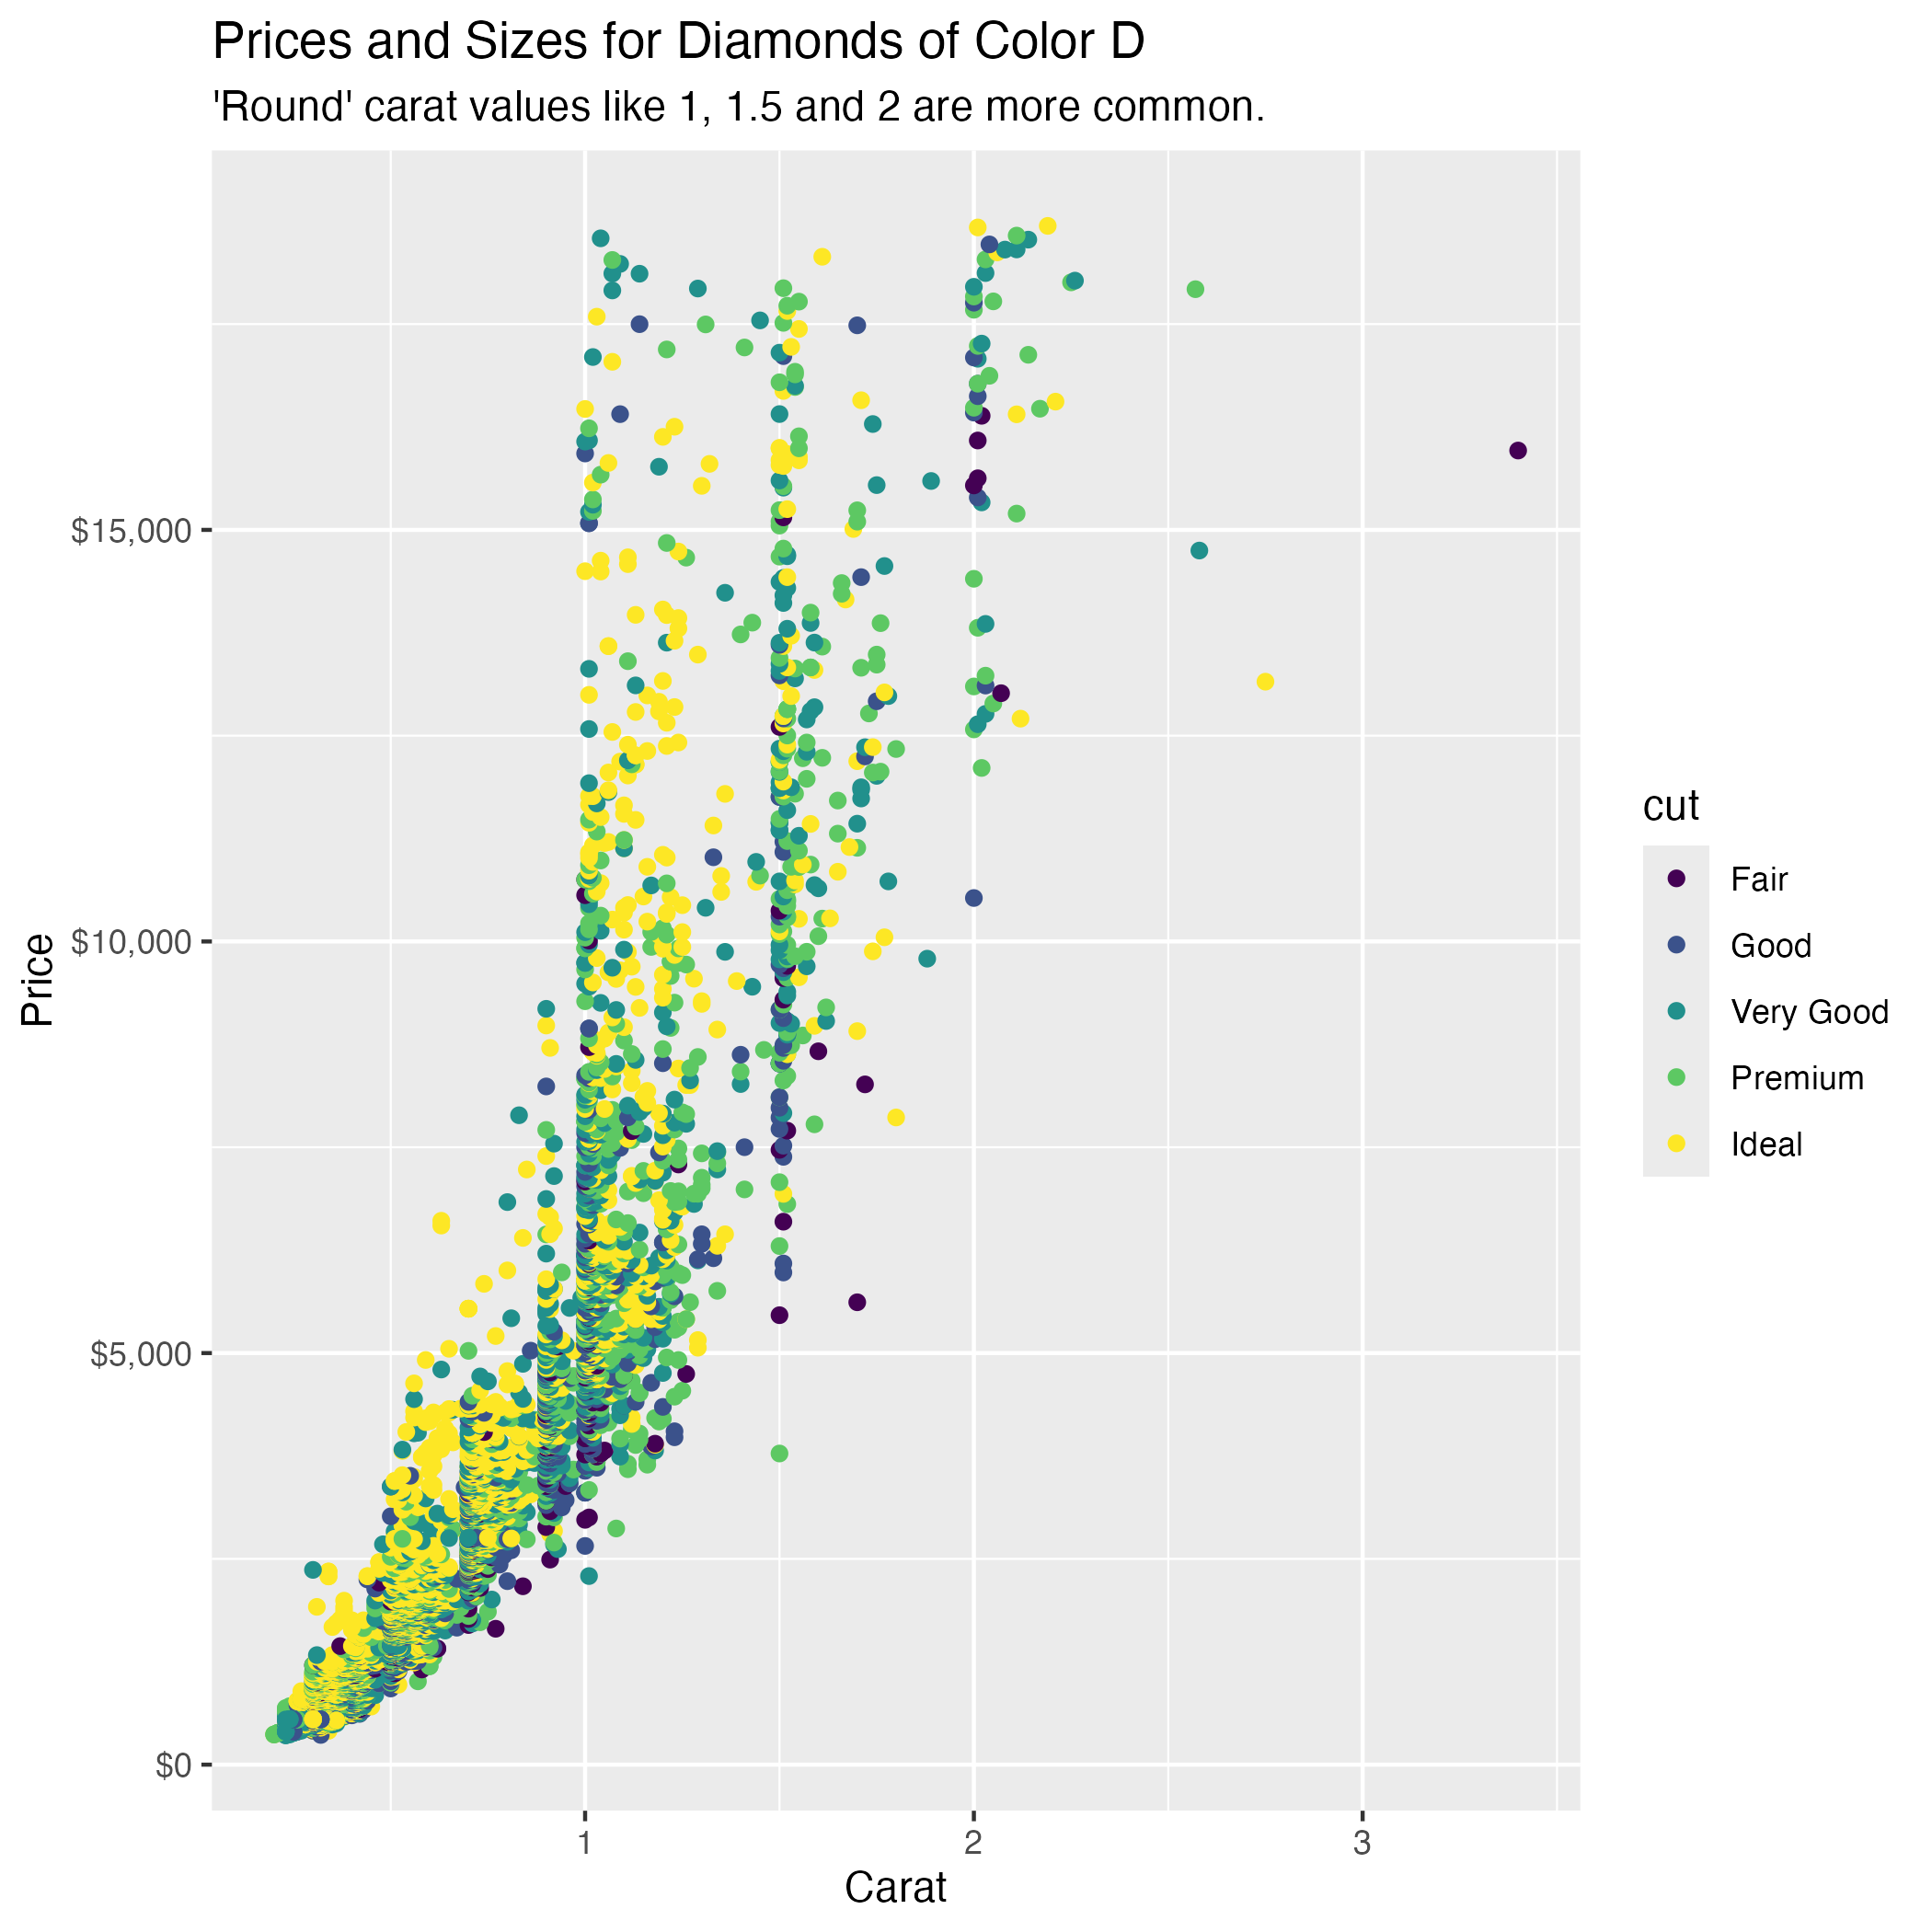 Prices and Sizes for Diamonds of Color D
'Round' carat values like 1, 1.5 and 2 are more common.
Price
$15,000
$10,000
$5,000
$0
1
2
3
Carat
cut
Fair
Good
Very Good
Premium
Ideal